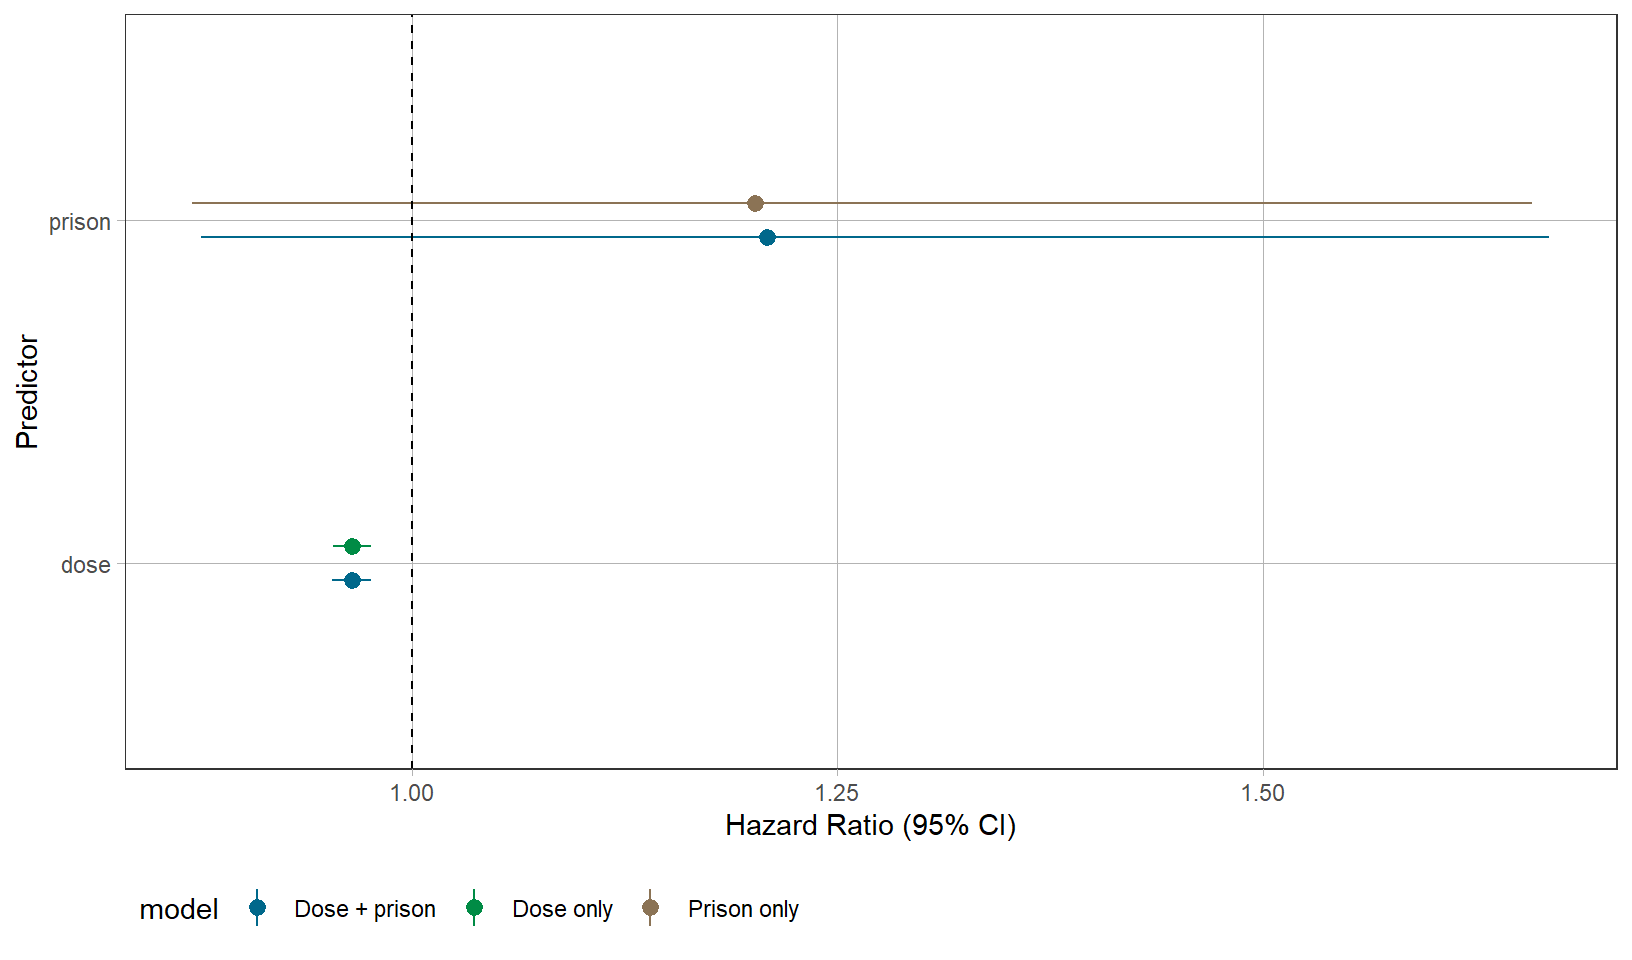 Predictor
prison
dose
1.00 1.25 1.50
Hazard Ratio (95% CI)
model Dose + prison Dose only Prison only